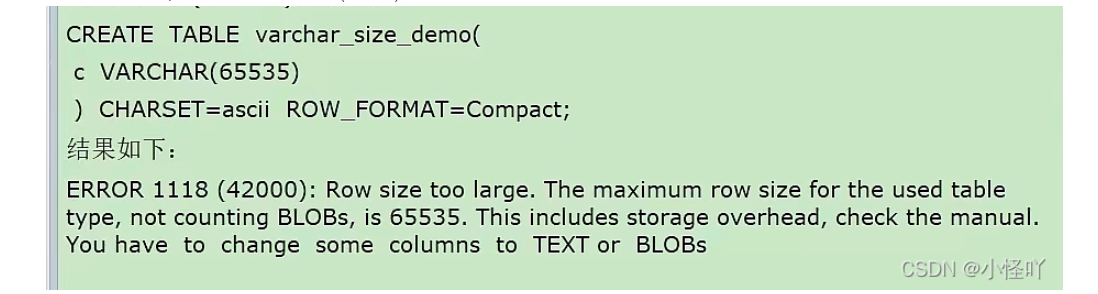 CREATE TABLE varchar_size_demo(
c VARCHAR(65535)
) CHARSET=ascii ROW_FORMAT=Compact;
结果如下：
ERROR 1118 (42000): Row size too large. The maximum row size for the used table
type, not counting BLOBs, is 65535. This includes storage overhead, check the manual.
You have to change some columns to TEXT or BLOBs
CSDN @小怪吖